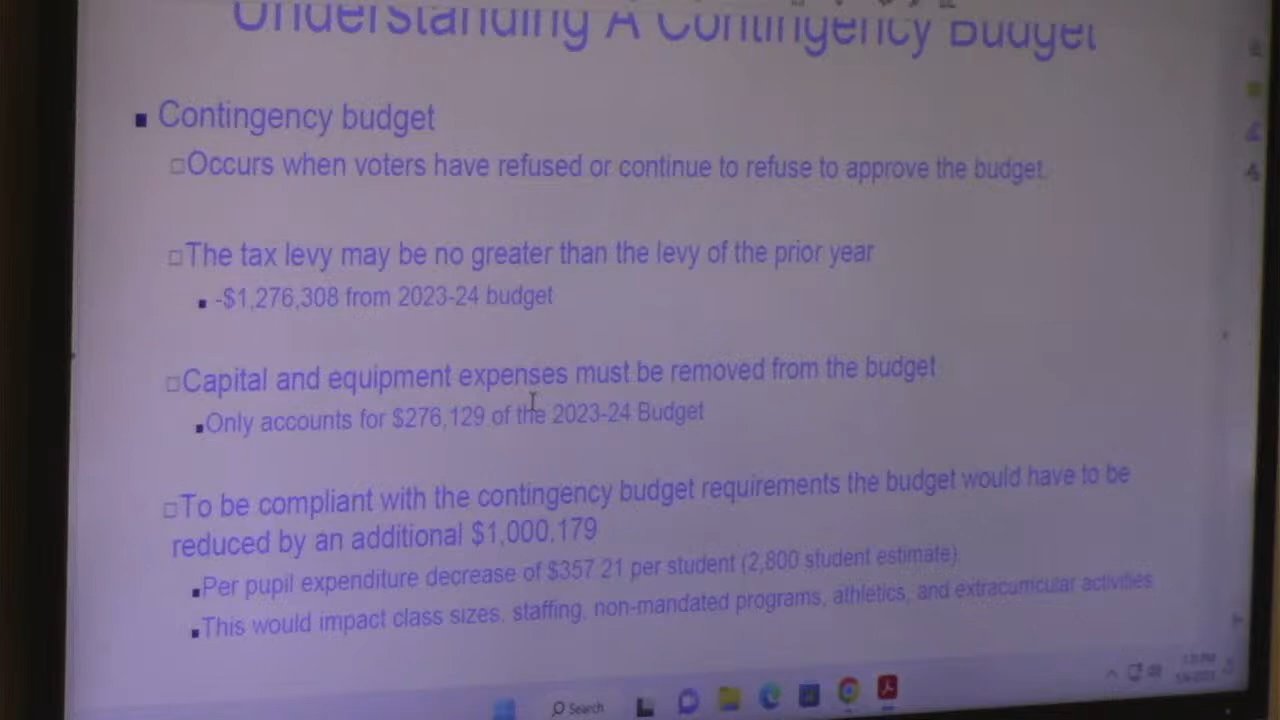 Understanding A Contingency Budget
Contingency budget
Occurs when voters have refused or continue to refuse to approve the budget.
The tax levy may be no greater than the levy of the prior year
-$1,276,308 from 2023-24 budget
Capital and equipment expenses must be removed from the budget
Only accounts for $276,129 of the 2023-24 Budget
To be compliant with the contingency budget requirements the budget would have to be
reduced by an additional $1,000.179
Per pupil expenditure decrease of $357.21 per student (2,800 student estimate)
This would impact class sizes, staffing, non-mandated programs, athletics, and extracurricular activities
Search